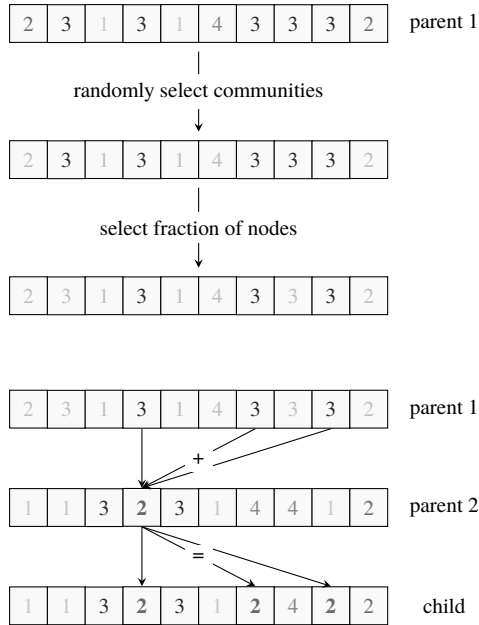 2 3 1 3 1 4 3 3 3 2 parent 1
randomly select communities
2 3 1 3 1 4 3 3 3 2
select fraction of nodes
2 3 1 3 1 4 3 3 3 2
2 3 1 3 1 4 3 3 3 2 parent 1
+
1 1 3 2 3 1 4 4 1 2 parent 2
=
1 1 3 2 3 1 2 4 2 2 child